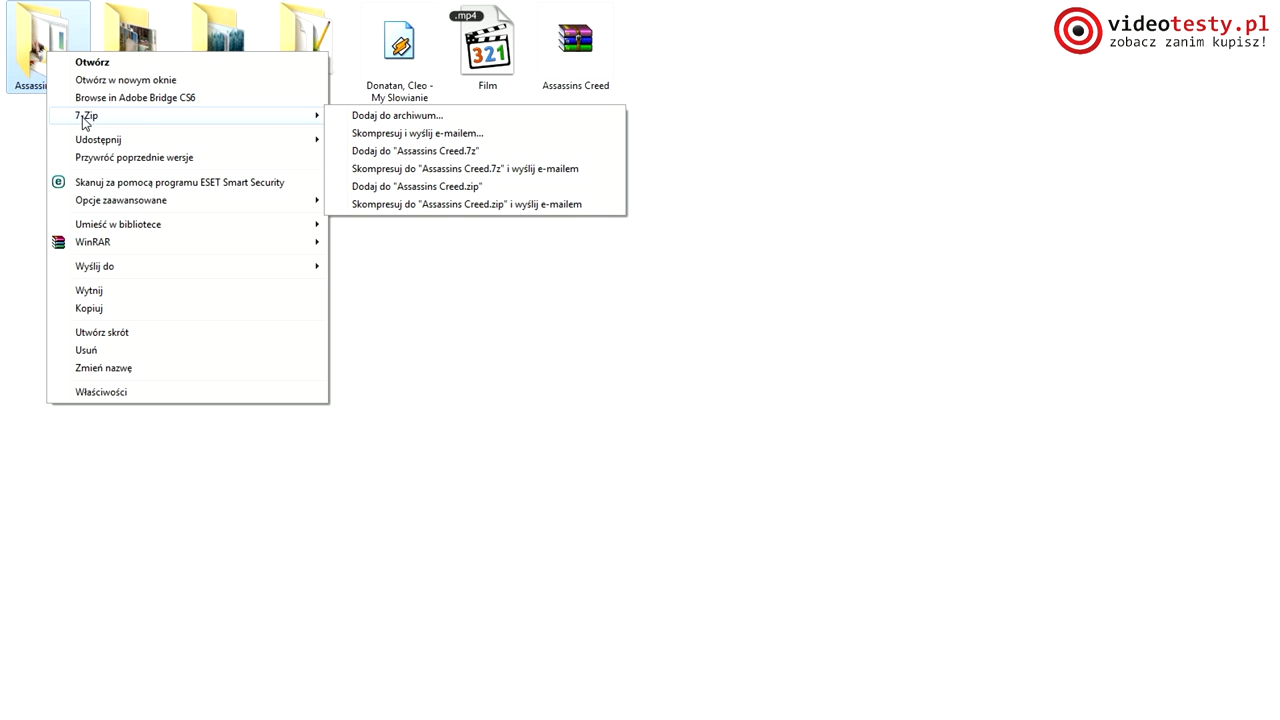 videotesty.pl
zobacz zanim kupisz!
.mp4
321
Donatan, Cleo -
My Slowianie
Film
Assassins Creed
Assassin
Otwórz
Otwórz w nowym oknie
Browse in Adobe Bridge CS6
7-Zip
Udostępnij
Przywróć poprzednie wersje
Skanuj za pomocą programu ESET Smart Security
Opcje zaawansowane
Umieść w bibliotece
WinRAR
Wyślij do
Wytnij
Kopiuj
Utwórz skrót
Usuń
Zmień nazwę
Właściwości
Dodaj do archiwum...
Skompresuj i wyślij e-mailem...
Dodaj do "Assassins Creed.7z"
Skompresuj do "Assassins Creed.7z" i wyślij e-mailem
Dodaj do "Assassins Creed.zip"
Skompresuj do "Assassins Creed.zip" i wyślij e-mailem